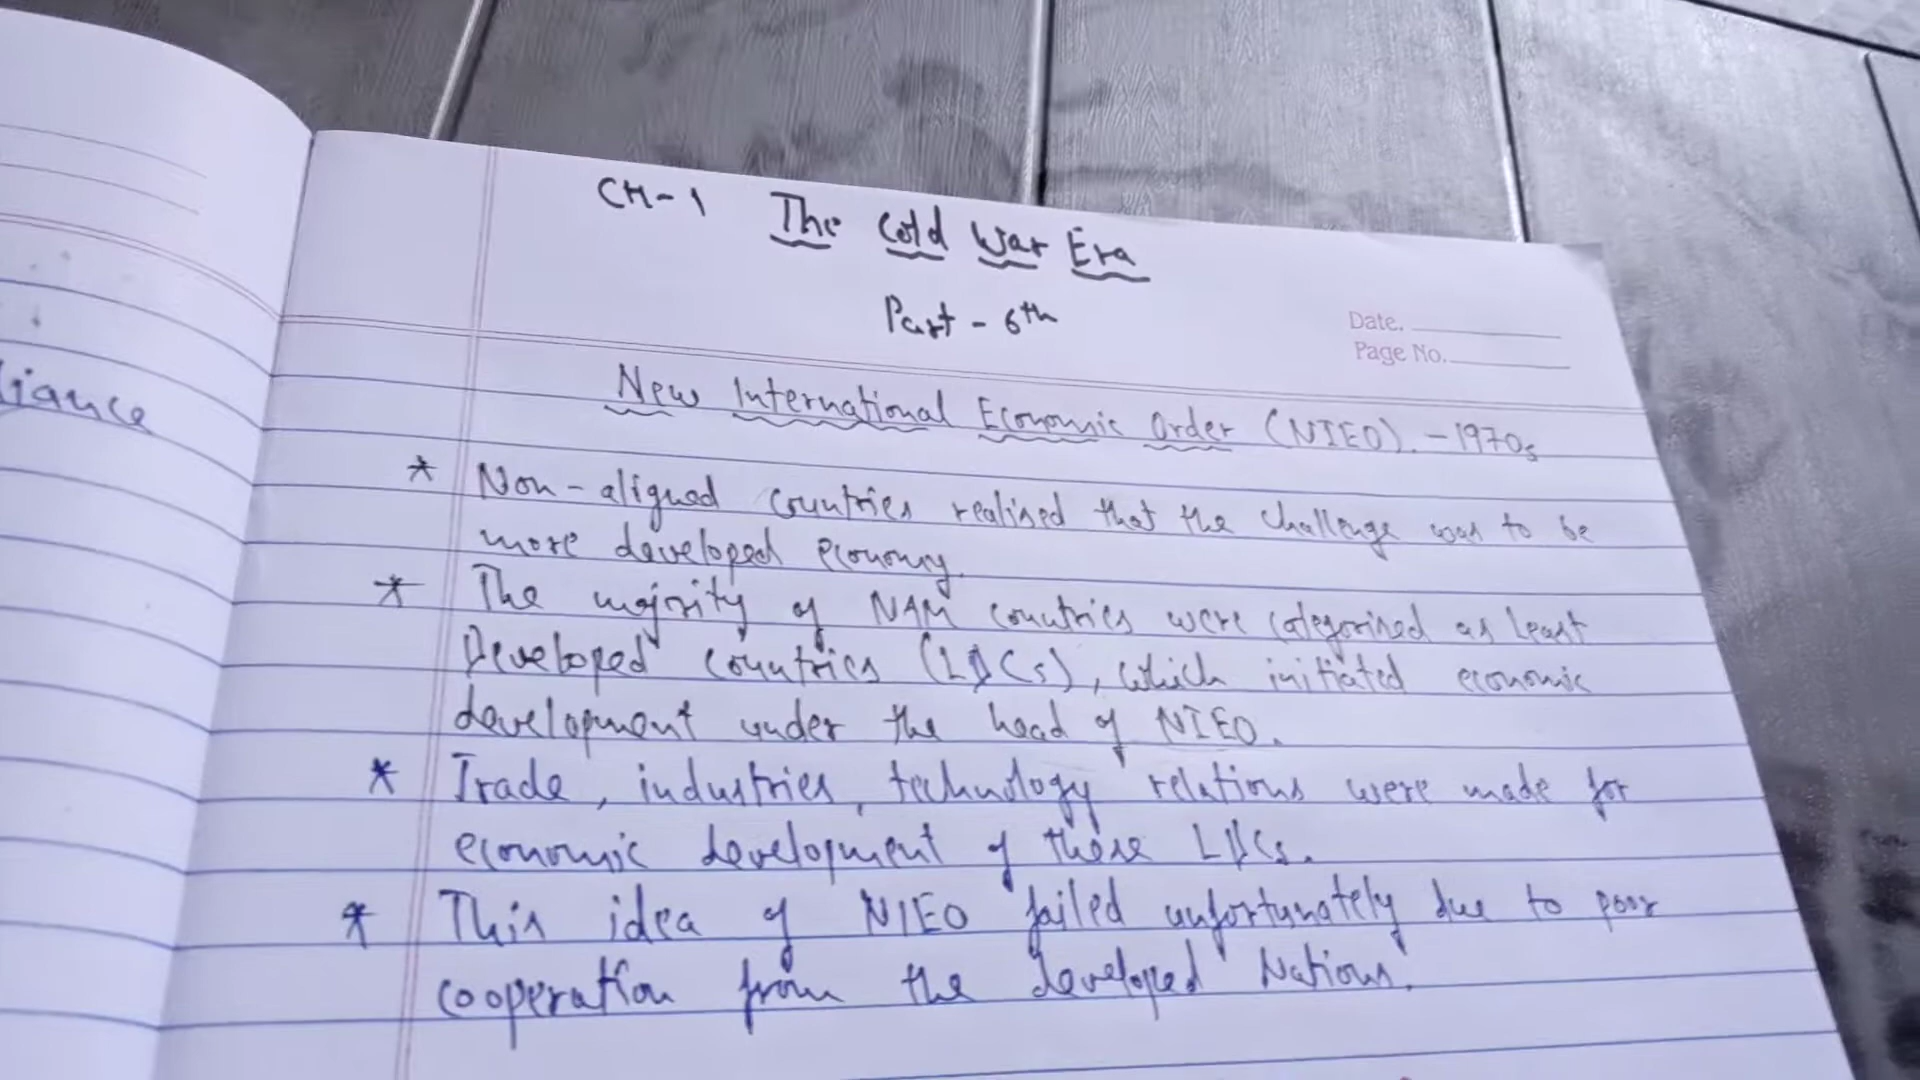 CH-1 The Cold War Era
Part - 6th
Date.
Page No.
New International Economic Order (NIEO). - 1970s
* Non-aligned countries realised that the challenge was to be
more developed economy.
* The majority of NAM countries were categorised as least
Developed countries (LDCs), which initiated economic
development under the head of NIEO.
* Trade, industries, technology relations were made for
economic development of these LDCs.
* This idea of NIEO failed unfortunately due to poor
cooperation from the developed Nations.